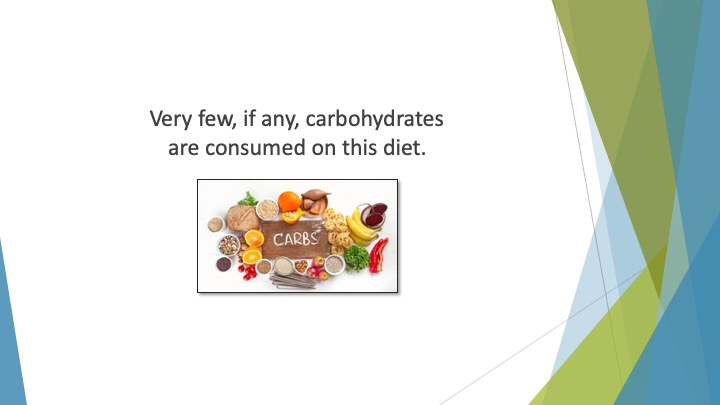 Very few, if any, carbohydrates
are consumed on this diet.
CARBS